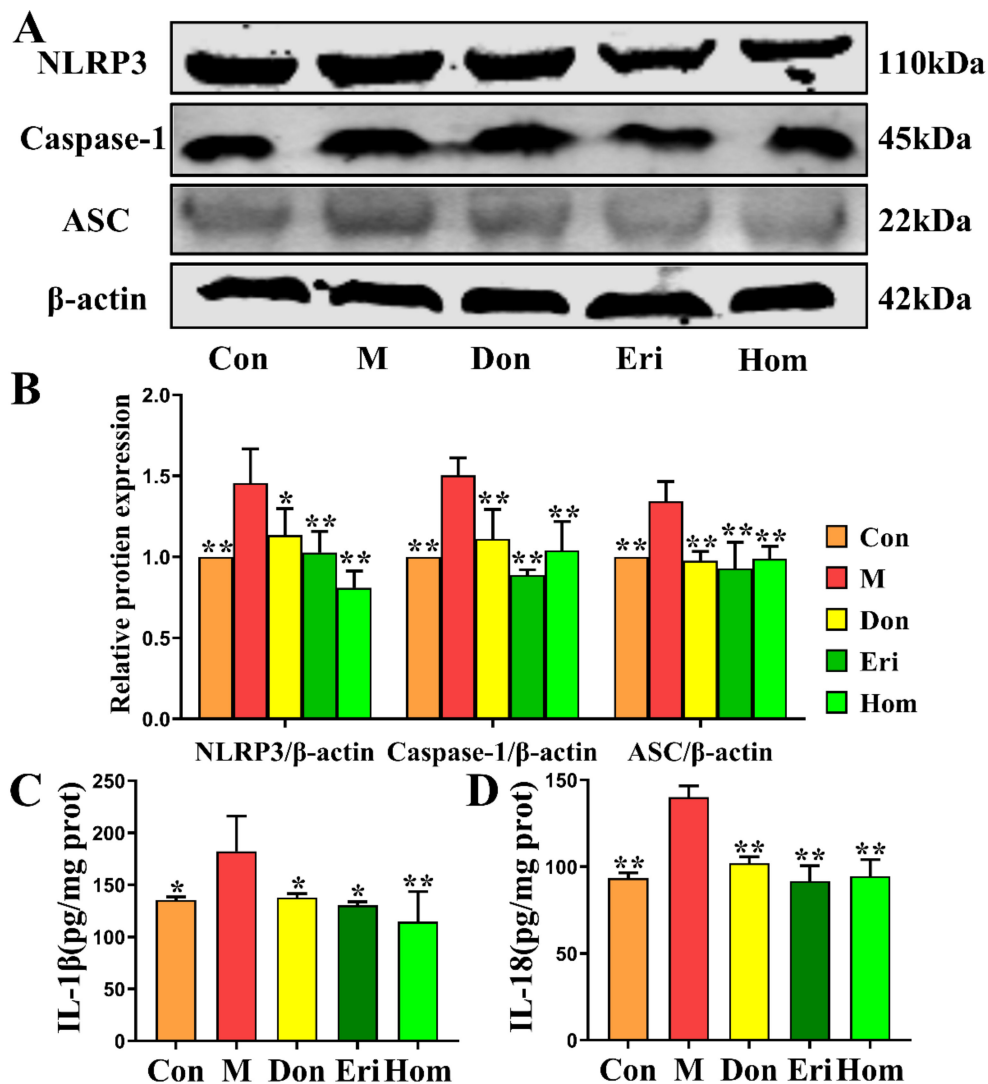 A
NLRP3
110kDa
Caspase-1
45kDa
ASC
22kDa
β-actin
42kDa
Con M Don Eri Hom
B
Relative protien expression
2.0
1.5
1.0
0.5
0.0
** * ** **
** ** ** **
** ** ** **
NLRP3/β-actin Caspase-1/β-actin ASC/β-actin
Con
M
Don
Eri
Hom
C
IL-1β(pg/mg prot)
250
200
150
100
50
0
* * * **
Con M Don Eri Hom
D
IL-18(pg/mg prot)
150
100
50
0
** ** ** **
Con M Don Eri Hom